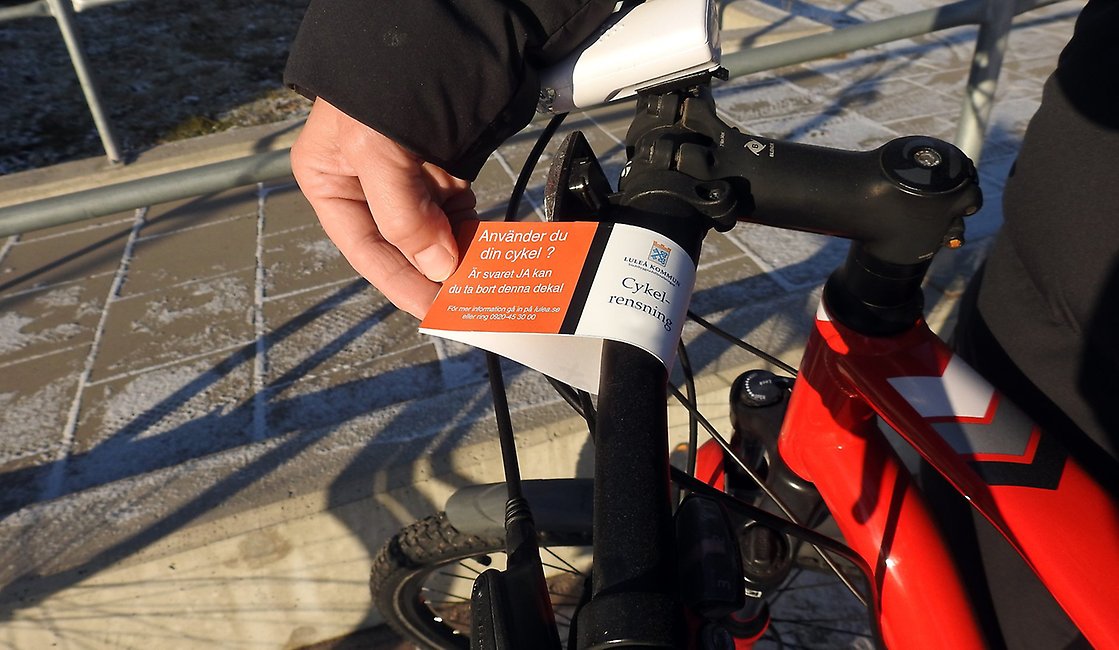 Använder du
din cykel ?
Är svaret JA kan
du ta bort denna dekal
För mer information gå in på lulea.se
eller ring 0920-45 30 00
LULEÅ KOMMUN
Cykel-
rensning